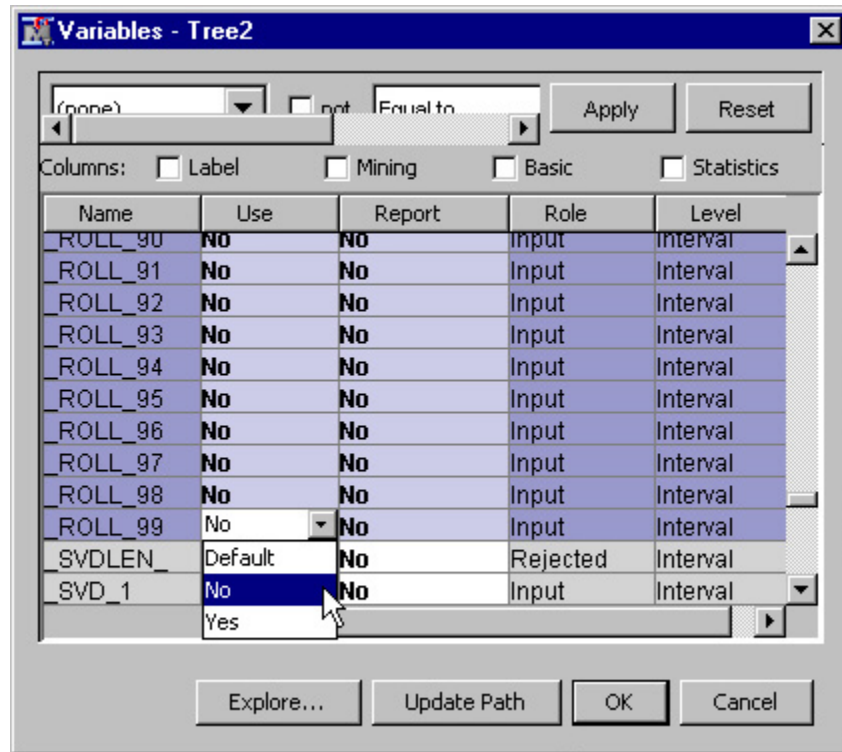 Variables - Tree2
(none) not Equal to Apply Reset
Columns: Label Mining Basic Statistics
Name Use Report Role Level
_ROLL_90 No No Input Interval
_ROLL_91 No No Input Interval
_ROLL_92 No No Input Interval
_ROLL_93 No No Input Interval
_ROLL_94 No No Input Interval
_ROLL_95 No No Input Interval
_ROLL_96 No No Input Interval
_ROLL_97 No No Input Interval
_ROLL_98 No No Input Interval
_ROLL_99 No No Input Interval
_SVDLEN_ Default No Rejected Interval
_SVD_1 No No Input Interval
Yes
Explore... Update Path OK Cancel